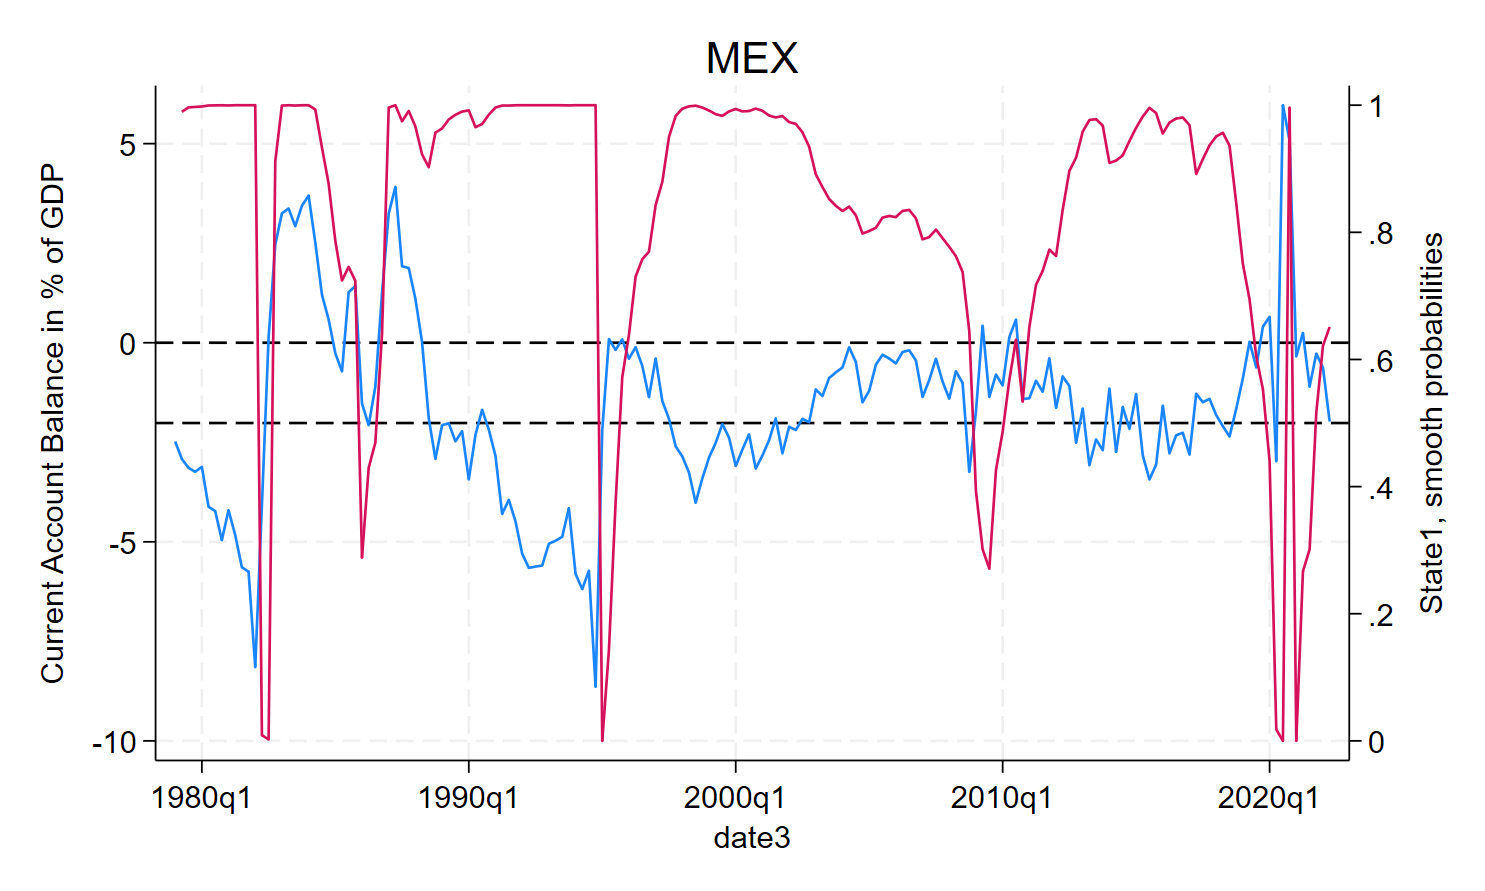 MEX
Current Account Balance in % of GDP
5
0
-5
-10
1
.8
.6
.4
.2
0
State1, smooth probabilities
1980q1 1990q1 2000q1 2010q1 2020q1
date3